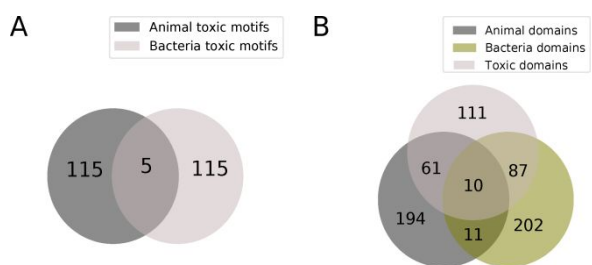 A
Animal toxic motifs
Bacteria toxic motifs
115 5 115
B
Animal domains
Bacteria domains
Toxic domains
111
61 10 87
194 11 202